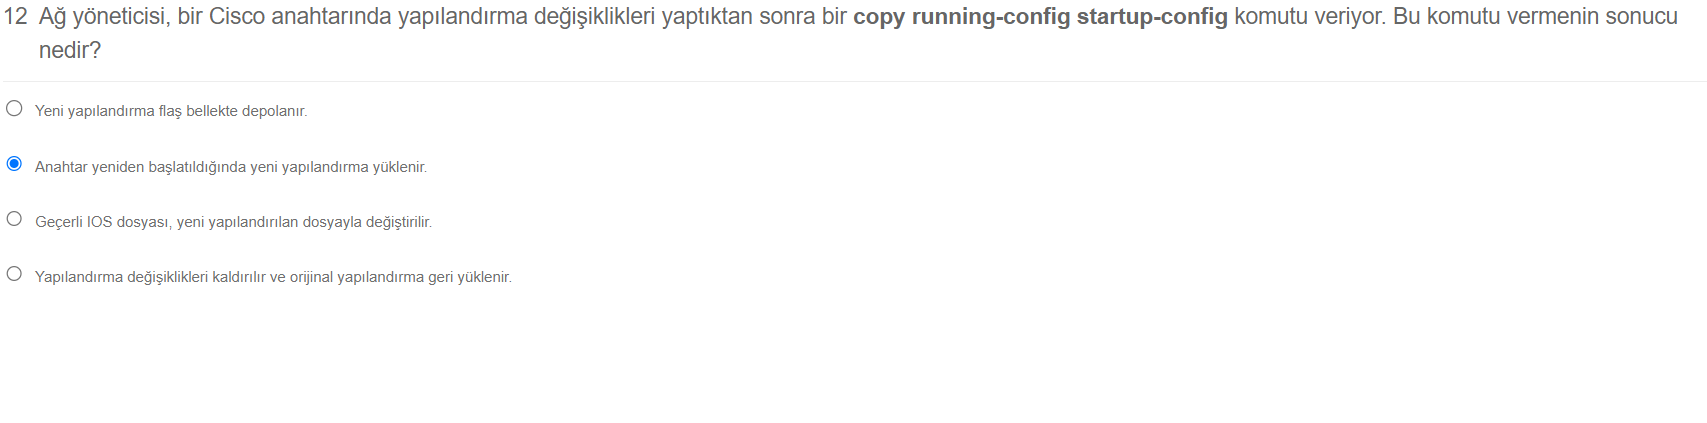 12 Ağ yöneticisi, bir Cisco anahtarında yapılandırma değişiklikleri yaptıktan sonra bir copy running-config startup-config komutu veriyor. Bu komutu vermenin sonucu
nedir?
Yeni yapılandırma flaş bellekte depolanır.
Anahtar yeniden başlatıldığında yeni yapılandırma yüklenir.
Geçerli IOS dosyası, yeni yapılandırılan dosyayla değiştirilir.
Yapılandırma değişiklikleri kaldırılır ve orijinal yapılandırma geri yüklenir.